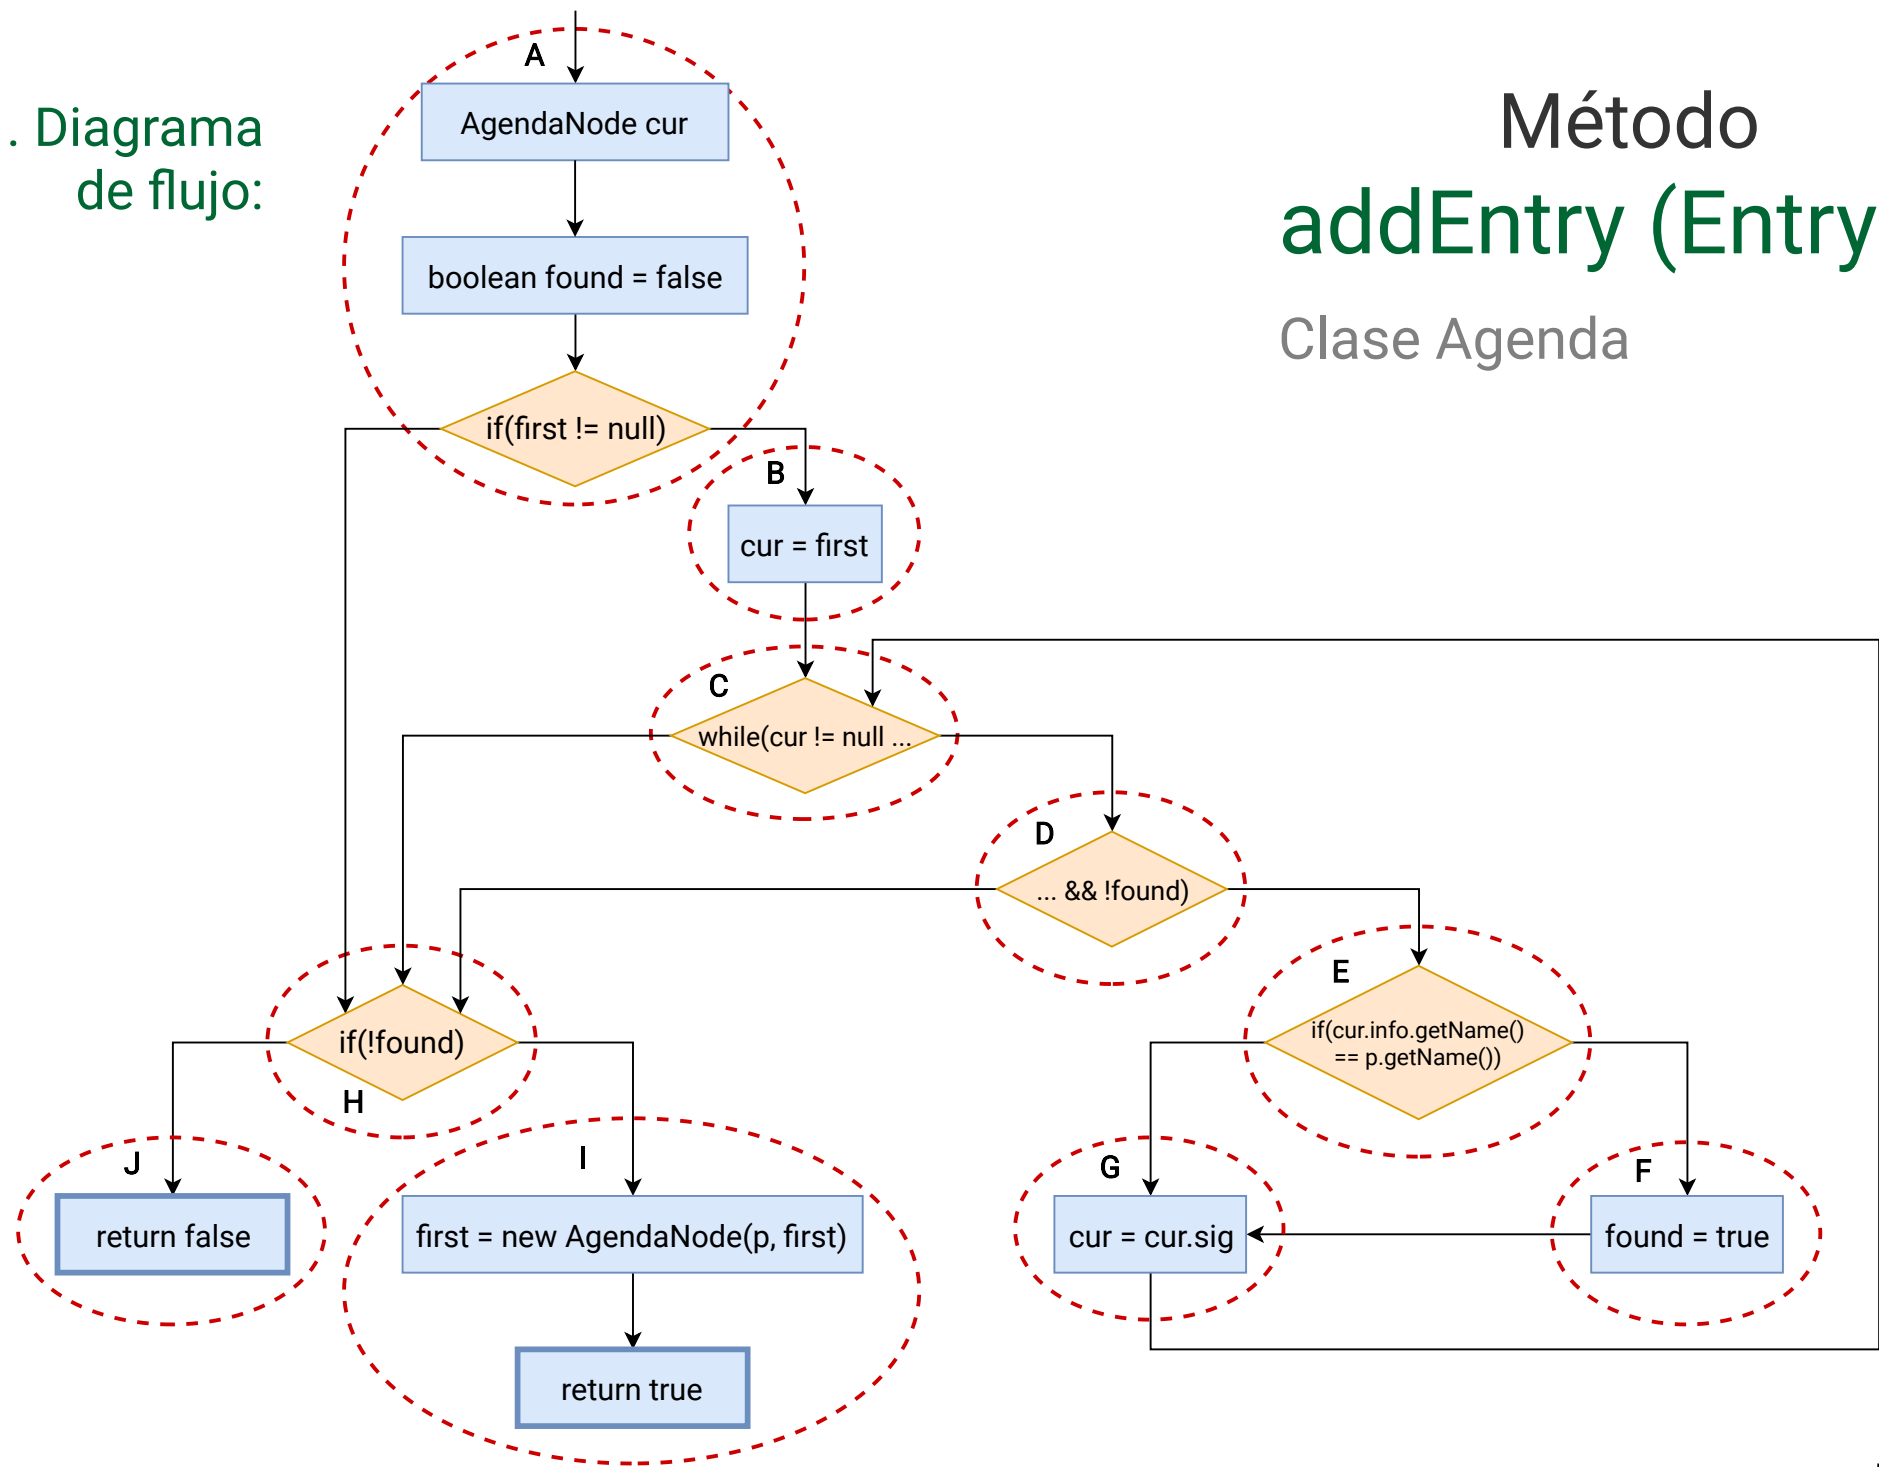 . Diagrama
de flujo:
Método
addEntry (Entry
Clase Agenda
A
AgendaNode cur
boolean found = false
if(first != null)
B
cur = first
C
while(cur != null ...
D
... && !found)
E
if(cur.info.getName()
== p.getName())
if(!found)
H
J
return false
I
first = new AgendaNode(p, first)
return true
G
cur = cur.sig
F
found = true